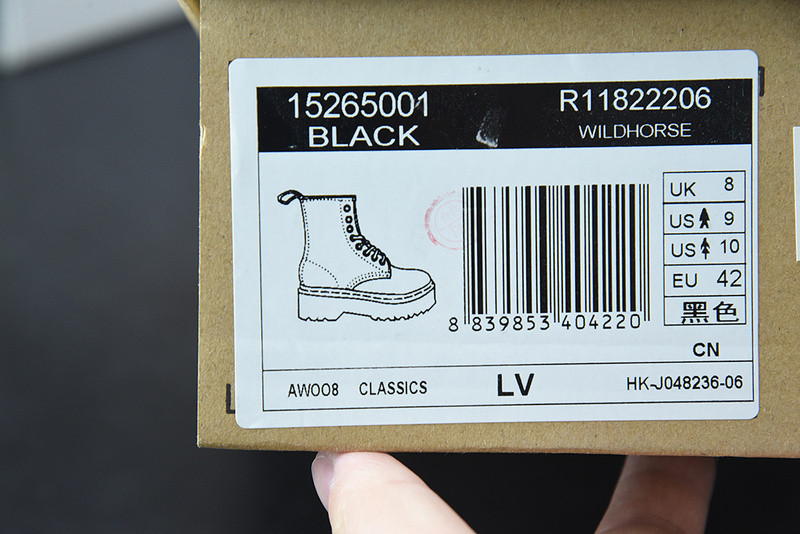 15265001 R11822206
BLACK WILDHORSE
UK 8
US 9
US 10
EU 42
黑色
8 839853 404220
CN
AW008 CLASSICS LV HK-J048236-06